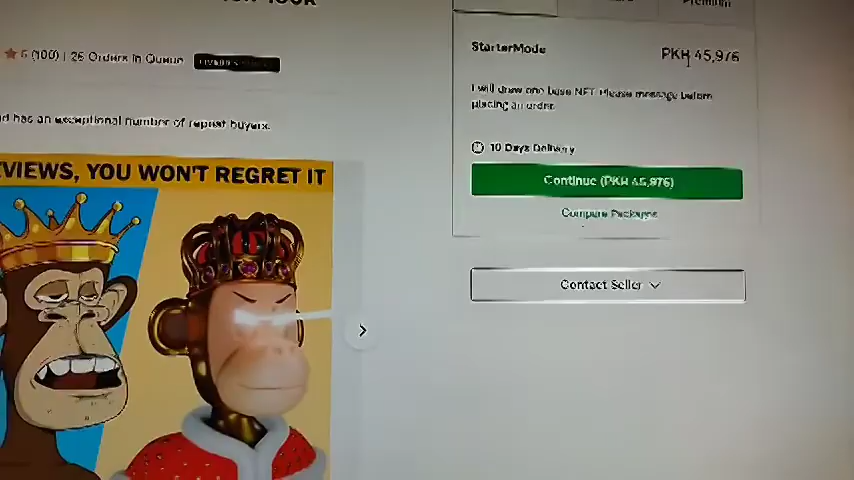 Premium
5 (100) | 26 Orders in Queue
StarterMode
PKR 45,976
I will draw one base NFT. Please message before
placing an order.
d has an exceptional number of repeat buyers.
10 Days Delivery
EVIEWS, YOU WON'T REGRET IT
Continue (PKR 45,976)
Compare Packages
Contact Seller